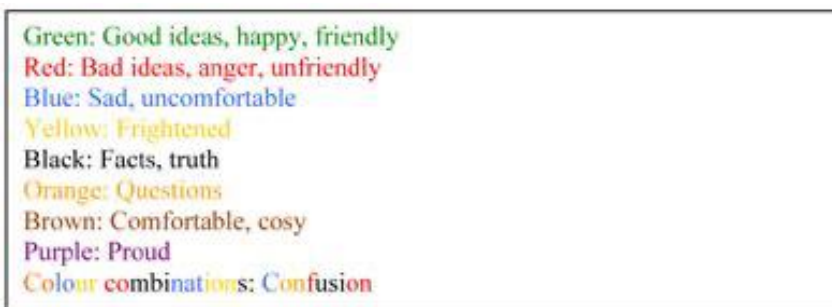 Green: Good ideas, happy, friendly
Red: Bad ideas, anger, unfriendly
Blue: Sad, uncomfortable
Yellow: Frightened
Black: Facts, truth
Orange: Questions
Brown: Comfortable, cosy
Purple: Proud
Colour combinations: Confusion